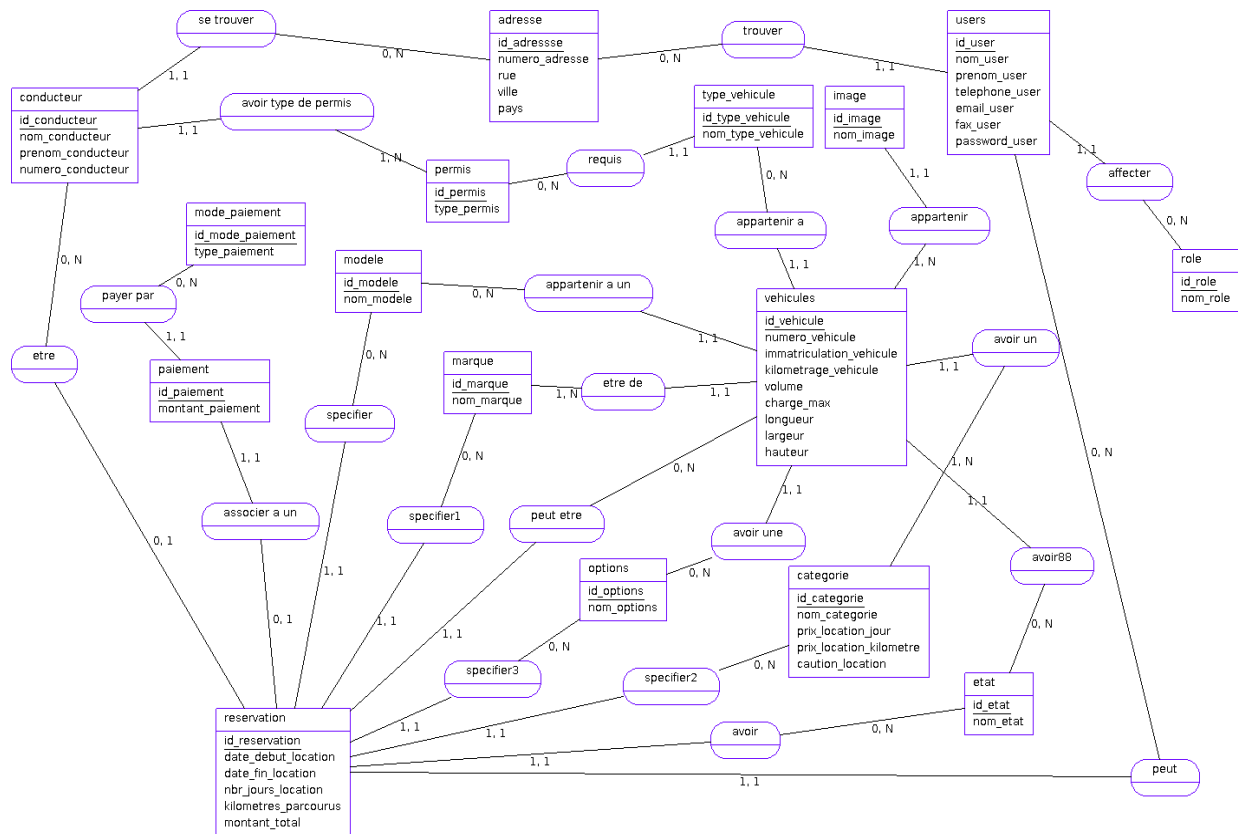 se trouver
adresse
id_adressse
numero_adresse
rue
ville
pays
trouver
users
id_user
nom_user
prenom_user
telephone_user
email_user
fax_user
password_user
0, N
0, N
1, 1
1, 1
conducteur
id_conducteur
nom_conducteur
prenom_conducteur
numero_conducteur
avoir type de permis
1, 1
1, N
type_vehicule
id_type_vehicule
nom_type_vehicule
image
id_image
nom_image
permis
id_permis
type_permis
requis
0, N
1, 1
1, 1
affecter
0, N
role
id_role
nom_role
0, N
1, 1
appartenir a
1, 1
appartenir
1, N
mode_paiement
id_mode_paiement
type_paiement
0, N
payer par
1, 1
0, N
modele
id_modele
nom_modele
0, N
appartenir a un
1, 1
vehicules
id_vehicule
numero_vehicule
immatriculation_vehicule
kilometrage_vehicule
volume
charge_max
longueur
largeur
hauteur
avoir un
1, 1
1, N
etre
paiement
id_paiement
montant_paiement
0, N
marque
id_marque
nom_marque
1, N
etre de
1, 1
specifier
1, 1
0, N
0, N
1, 1
1, 1
0, N
associer a un
specifier1
peut etre
avoir une
avoir88
0, 1
0, 1
1, 1
1, 1
1, 1
options
id_options
nom_options
0, N
categorie
id_categorie
nom_categorie
prix_location_jour
prix_location_kilometre
caution_location
0, N
0, N
specifier3
specifier2
0, N
etat
id_etat
nom_etat
reservation
id_reservation
date_debut_location
date_fin_location
nbr_jours_location
kilometres_parcourus
montant_total
1, 1
1, 1
1, 1
avoir
0, N
1, 1
peut